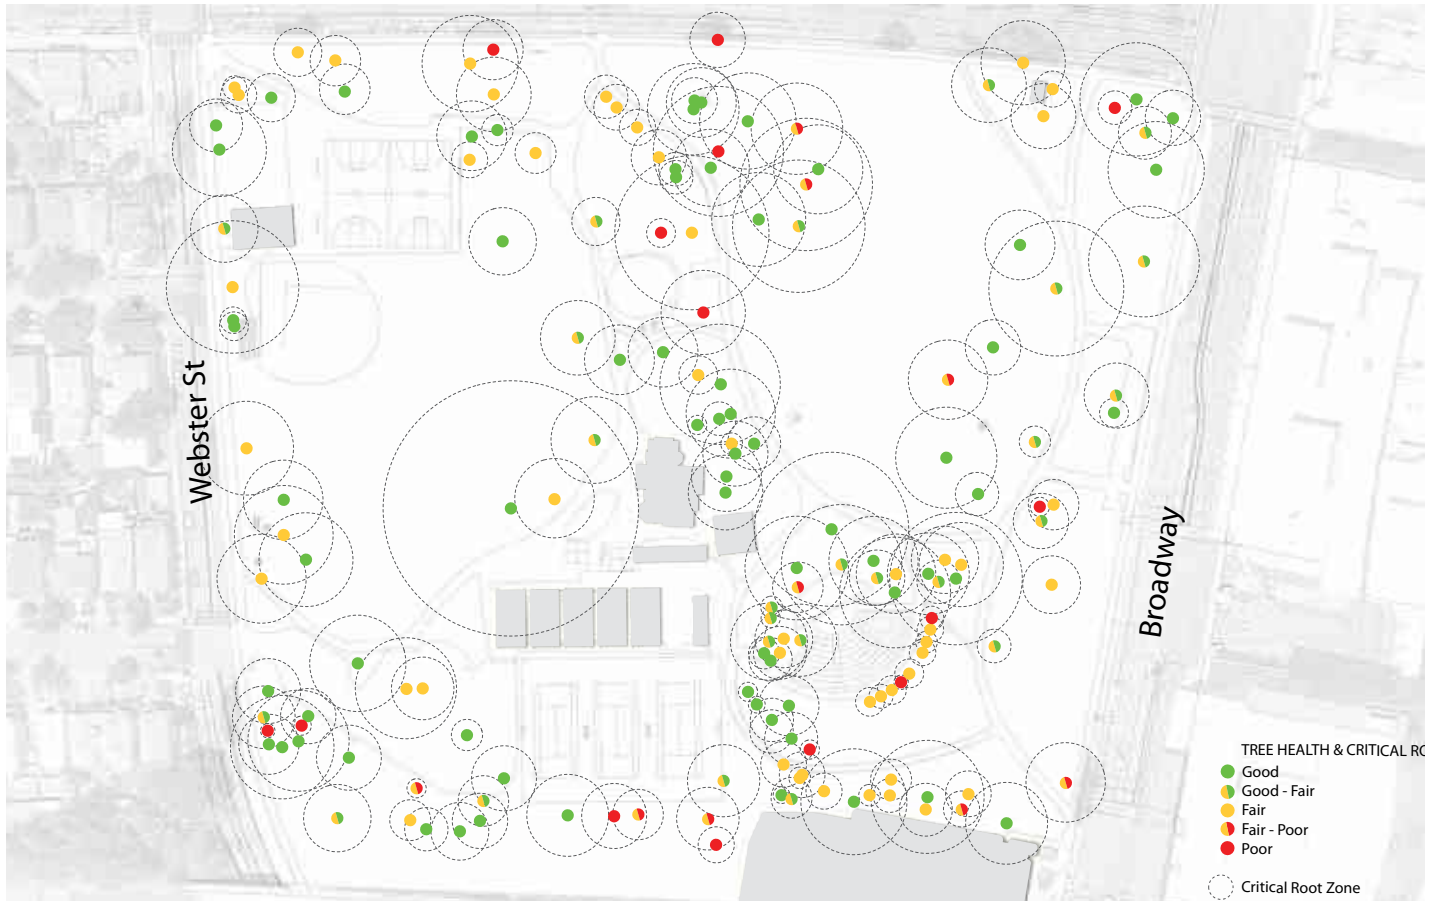 Webster St
Broadway
TREE HEALTH & CRITICAL RO
Good
Good - Fair
Fair
Fair - Poor
Poor
Critical Root Zone